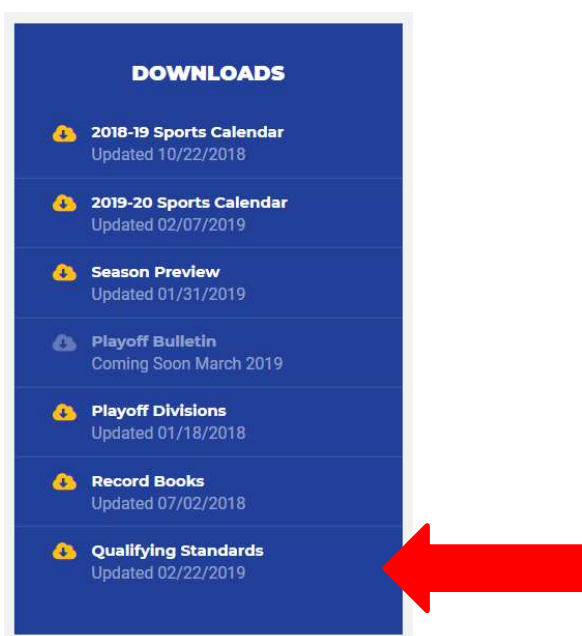 DOWNLOADS
2018-19 Sports Calendar
Updated 10/22/2018
2019-20 Sports Calendar
Updated 02/07/2019
Season Preview
Updated 01/31/2019
Playoff Bulletin
Coming Soon March 2019
Playoff Divisions
Updated 01/18/2018
Record Books
Updated 07/02/2018
Qualifying Standards
Updated 02/22/2019